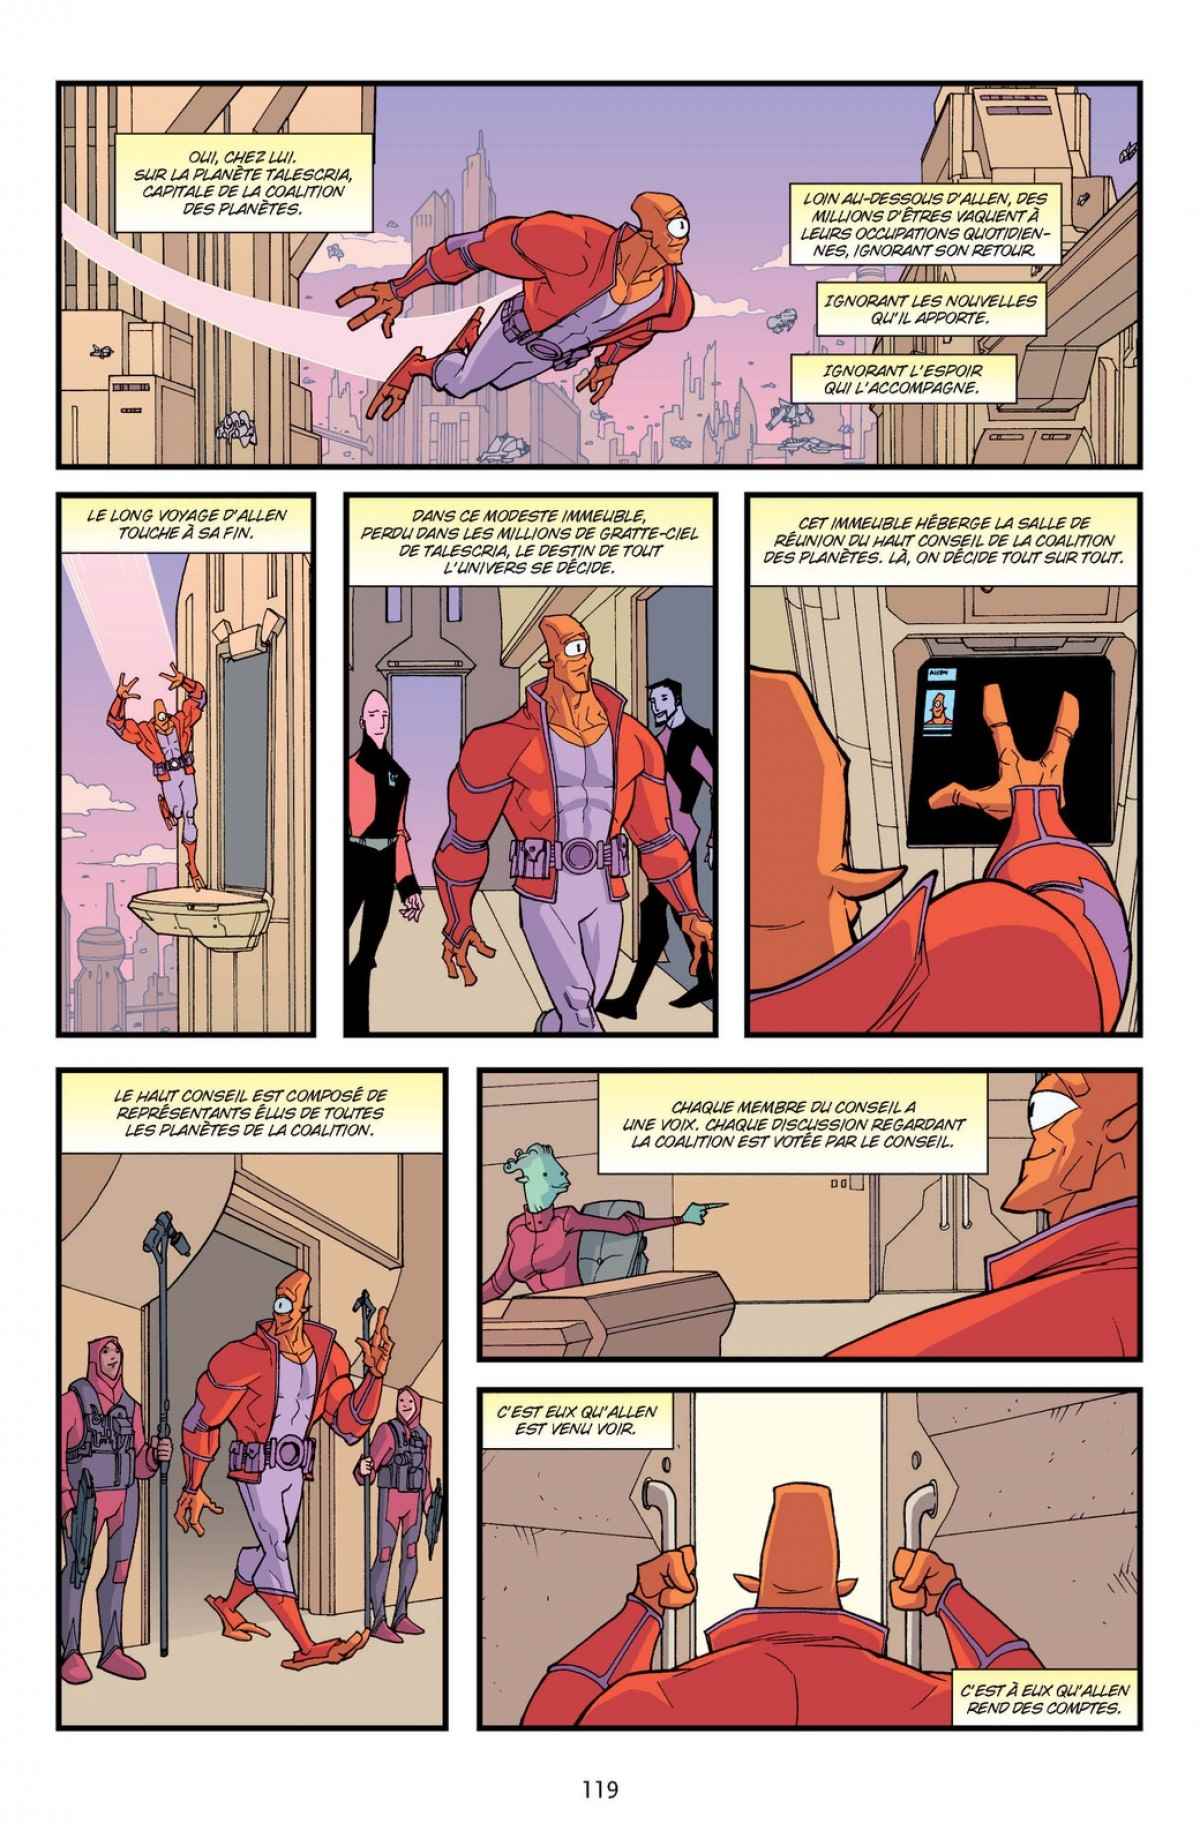 OUI, CHEZ LUI.
SUR LA PLANÈTE TALESCRIA,
CAPITALE DE LA COALITION
DES PLANÈTES.
LOIN AU-DESSOUS D'ALLEN, DES
MILLIONS D'ÊTRES VAQUENT À
LEURS OCCUPATIONS QUOTIDIEN-
NES, IGNORANT SON RETOUR.
IGNORANT LES NOUVELLES
QU'IL APPORTE.
IGNORANT L'ESPOIR
QUI L'ACCOMPAGNE.
LE LONG VOYAGE D'ALLEN
TOUCHE À SA FIN.
DANS CE MODESTE IMMEUBLE,
PERDU DANS LES MILLIONS DE GRATTE-CIEL
DE TALESCRIA, LE DESTIN DE TOUT
L'UNIVERS SE DÉCIDE.
CET IMMEUBLE HÉBERGE LA SALLE DE
RÉUNION DU HAUT CONSEIL DE LA COALITION
DES PLANÈTES. LÀ, ON DÉCIDE TOUT SUR TOUT.
ALLEN
LE HAUT CONSEIL EST COMPOSÉ DE
REPRÉSENTANTS ÉLUS DE TOUTES
LES PLANÈTES DE LA COALITION.
CHAQUE MEMBRE DU CONSEIL A
UNE VOIX. CHAQUE DISCUSSION REGARDANT
LA COALITION EST VOTÉE PAR LE CONSEIL.
C'EST EUX QU'ALLEN
EST VENU VOIR.
C'EST À EUX QU'ALLEN
REND DES COMPTES.
119